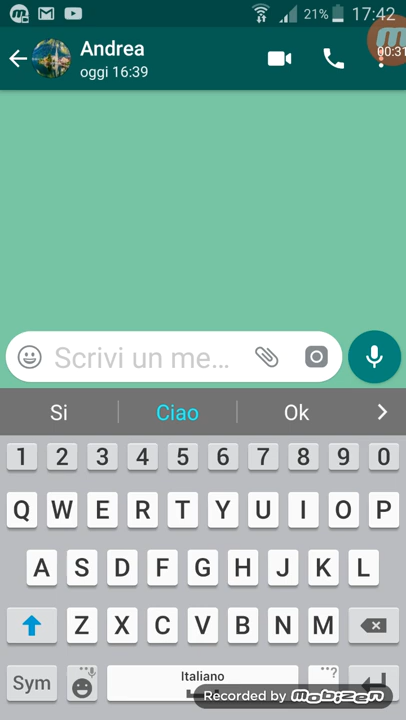 21% 17:42
Andrea
oggi 16:39
00:31
Scrivi un me...
Si Ciao Ok
1 2 3 4 5 6 7 8 9 0
Q W E R T Y U I O P
A S D F G H J K L
Z X C V B N M
Sym Italiano
Recorded by mobizen